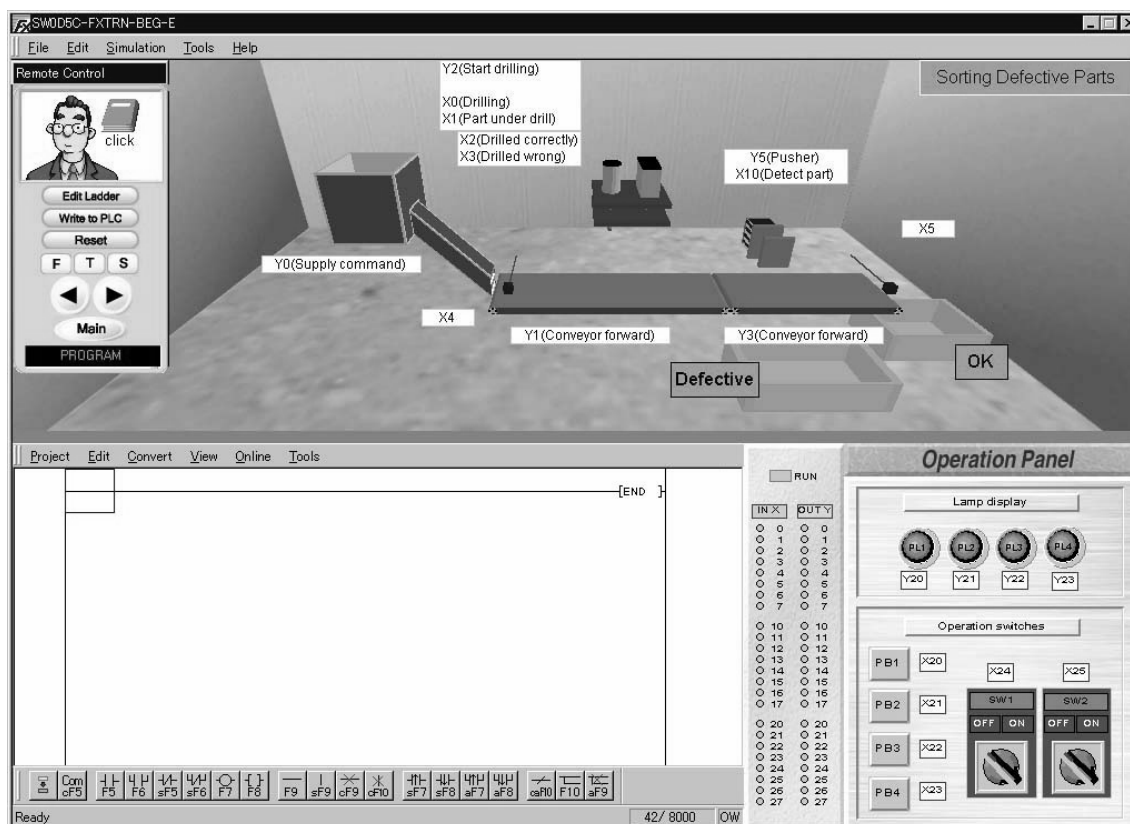 SW0D5C-FXTRN-BEG-E
File Edit Simulation Tools Help
Remote Control
click
Edit Ladder
Write to PLC
Reset
F T S
Main
PROGRAM
Sorting Defective Parts
Y2(Start drilling)
X0(Drilling)
X1(Part under drill)
X2(Drilled correctly)
X3(Drilled wrong)
Y5(Pusher)
X10(Detect part)
X5
Y0(Supply command)
X4
Y1(Conveyor forward)
Y3(Conveyor forward)
Defective
OK
Project Edit Convert View Online Tools
[END ]
RUN
IN X OUT Y
0 0
1 1
2 2
3 3
4 4
5 5
6 6
7 7
10 10
11 11
12 12
13 13
14 14
15 15
16 16
17 17
20 20
21 21
22 22
23 23
24 24
25 25
26 26
27 27
Operation Panel
Lamp display
PL1 PL2 PL3 PL4
Y20 Y21 Y22 Y23
Operation switches
PB1 X20
X24 X25
PB2 X21
SW1 SW2
OFF ON OFF ON
PB3 X22
PB4 X23
Com
cF5 F5 F6 sF5 sF6 F7 F8 F9 sF9 cF9 cF10 sF7 sF8 aF7 aF8 caF10 F10 aF9
Ready 42/ 8000 OW